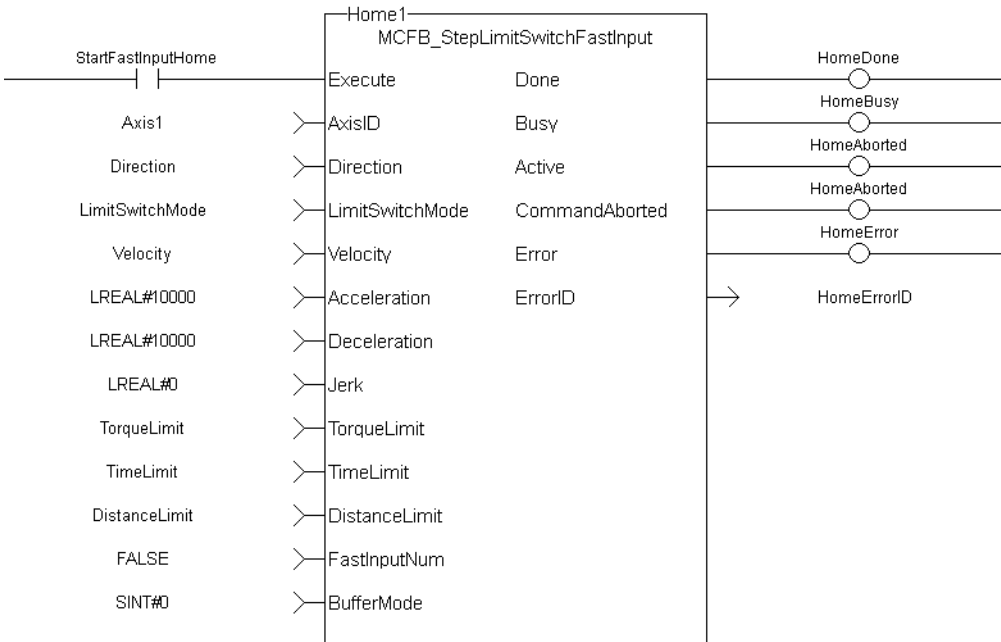 Home1
MCFB_StepLimitSwitchFastInput
StartFastInputHome
Execute
Done
HomeDone
Axis1
AxisID
Busy
HomeBusy
Direction
Direction
Active
HomeAborted
LimitSwitchMode
LimitSwitchMode
CommandAborted
HomeAborted
Velocity
Velocity
Error
HomeError
LREAL#10000
Acceleration
ErrorID
HomeErrorID
LREAL#10000
Deceleration
LREAL#0
Jerk
TorqueLimit
TorqueLimit
TimeLimit
TimeLimit
DistanceLimit
DistanceLimit
FALSE
FastInputNum
SINT#0
BufferMode